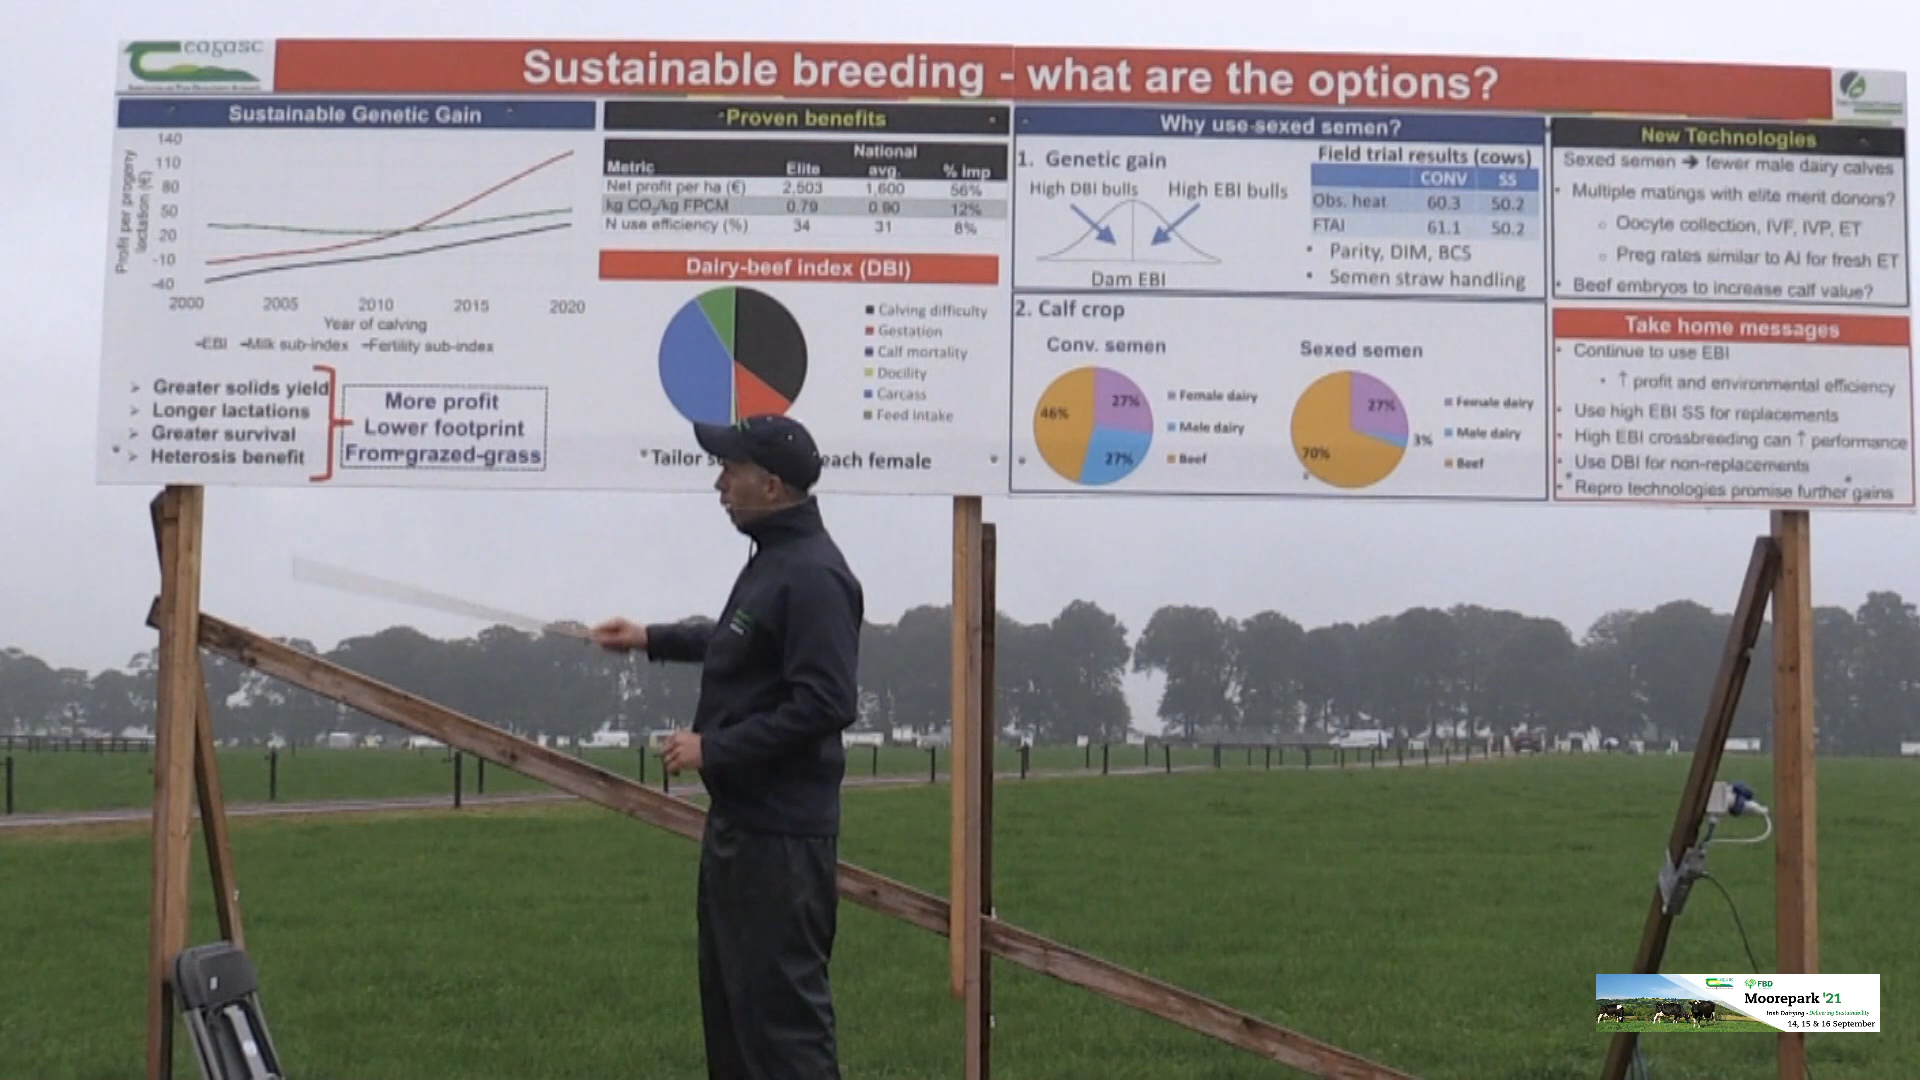 eagasc
Sustainable breeding - what are the options?
Sustainable Genetic Gain
Profit per progeny
lactation (€)
140
110
80
50
20
-10
-40
2000 2005 2010 2015 2020
Year of calving
EBI Milk sub-index Fertility sub-index
Greater solids yield
Longer lactations
Greater survival
Heterosis benefit
More profit
Lower footprint
From grazed-grass
Proven benefits
Metric Elite National avg. % imp
Net profit per ha (€) 2,503 1,600 56%
kg CO2/kg FPCM 0.79 0.90 12%
N use efficiency (%) 34 31 8%
Dairy-beef index (DBI)
Calving difficulty
Gestation
Calf mortality
Docility
Carcass
Feed intake
Tailor each female
Why use sexed semen?
1. Genetic gain
High DBI bulls High EBI bulls
Dam EBI
Field trial results (cows)
CONV SS
Obs. heat 60.3 50.2
FTAI 61.1 50.2
• Parity, DIM, BCS
• Semen straw handling
2. Calf crop
Conv. semen
46%
27%
27%
Female dairy
Male dairy
Beef
Sexed semen
27%
3%
70%
Female dairy
Male dairy
Beef
New Technologies
Sexed semen ➔ fewer male dairy calves
• Multiple matings with elite merit donors?
o Oocyte collection, IVF, IVP, ET
o Preg rates similar to AI for fresh ET
• Beef embryos to increase calf value?
Take home messages
• Continue to use EBI
• ↑ profit and environmental efficiency
• Use high EBI SS for replacements
• High EBI crossbreeding can ↑ performance
• Use DBI for non-replacements
• Repro technologies promise further gains
FBD
Moorepark '21
Irish Dairying - Delivering Sustainability
14, 15 & 16 September